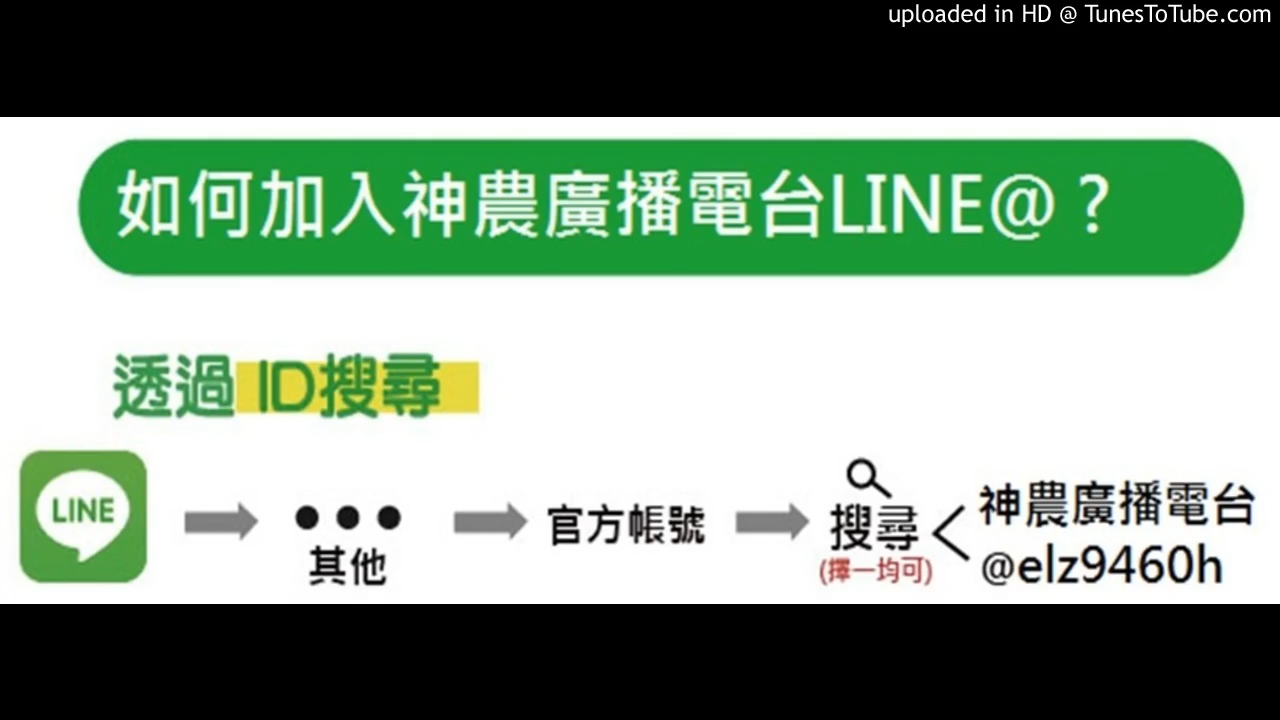 uploaded in HD @ TunesToTube.com
如何加入神農廣播電台LINE@？
透過 ID搜尋
LINE
其他
官方帳號
搜尋
(擇一均可)
神農廣播電台
@elz9460h